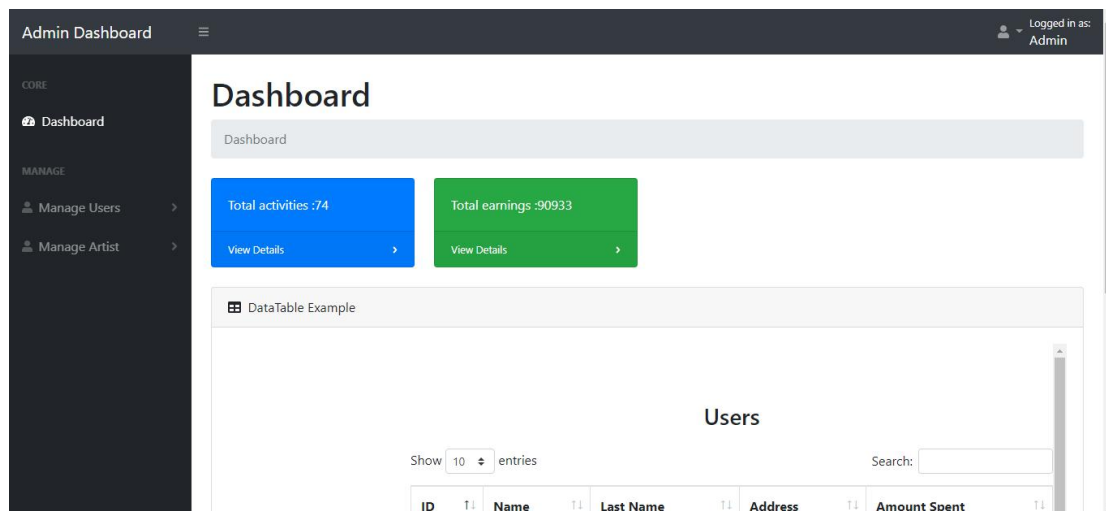 Admin Dashboard
Logged in as:
Admin
CORE
Dashboard
MANAGE
Manage Users
Manage Artist
Dashboard
Dashboard
Total activities :74
View Details
Total earnings :90933
View Details
DataTable Example
Users
Show 10 entries
Search:
ID Name Last Name Address Amount Spent